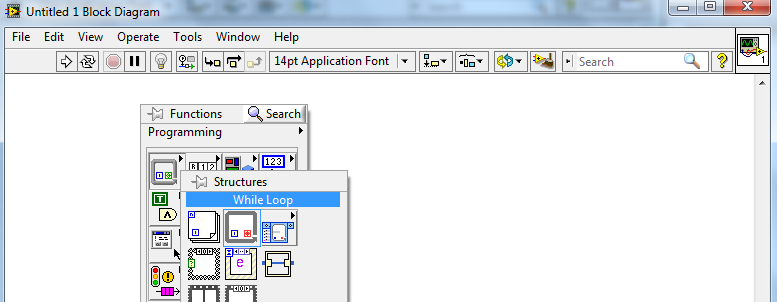 Untitled 1 Block Diagram
File Edit View Operate Tools Window Help
14pt Application Font Search ? 1
Functions Search
Programming
123
Structures
T
While Loop
A
e